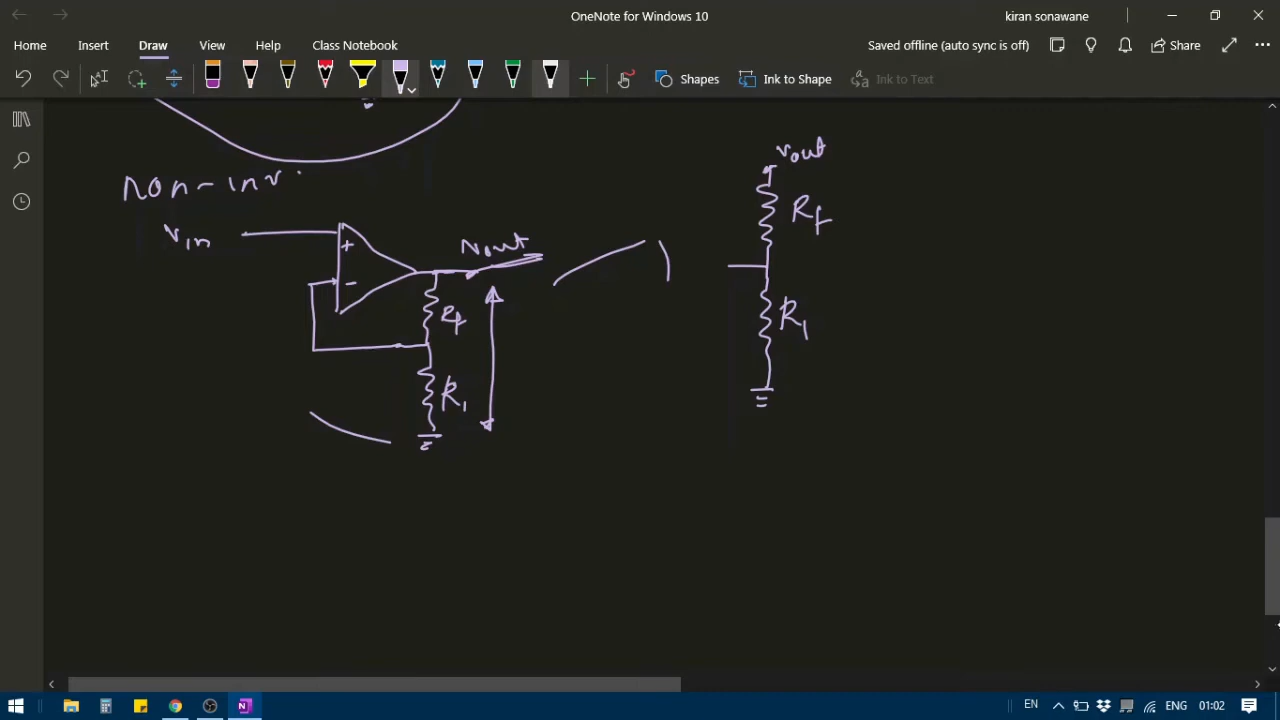 OneNote for Windows 10
kiran sonawane
Home Insert Draw View Help Class Notebook
Saved offline (auto sync is off)
Share
Shapes
Ink to Shape
Ink to Text
Non-inv.
Vin
+
-
Vout
Rf
R1
Vout
Rf
R1
EN
ENG
01:02